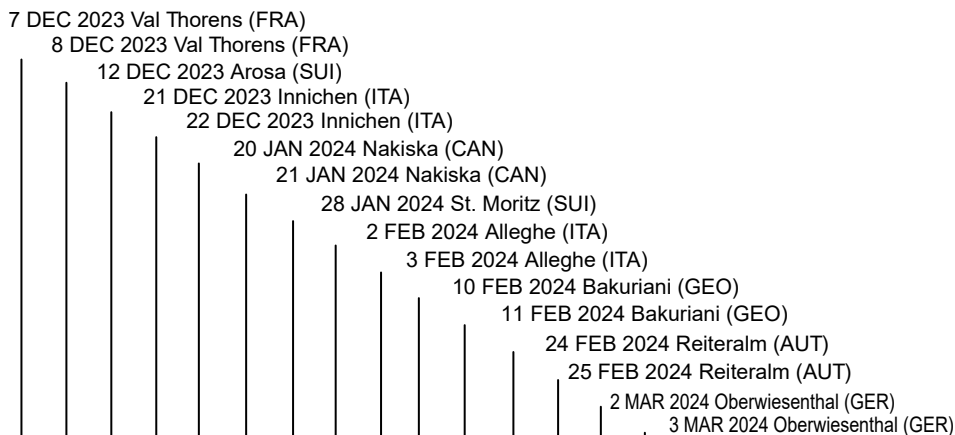 7 DEC 2023 Val Thorens (FRA)
8 DEC 2023 Val Thorens (FRA)
12 DEC 2023 Arosa (SUI)
21 DEC 2023 Innichen (ITA)
22 DEC 2023 Innichen (ITA)
20 JAN 2024 Nakiska (CAN)
21 JAN 2024 Nakiska (CAN)
28 JAN 2024 St. Moritz (SUI)
2 FEB 2024 Alleghe (ITA)
3 FEB 2024 Alleghe (ITA)
10 FEB 2024 Bakuriani (GEO)
11 FEB 2024 Bakuriani (GEO)
24 FEB 2024 Reiteralm (AUT)
25 FEB 2024 Reiteralm (AUT)
2 MAR 2024 Oberwiesenthal (GER)
3 MAR 2024 Oberwiesenthal (GER)